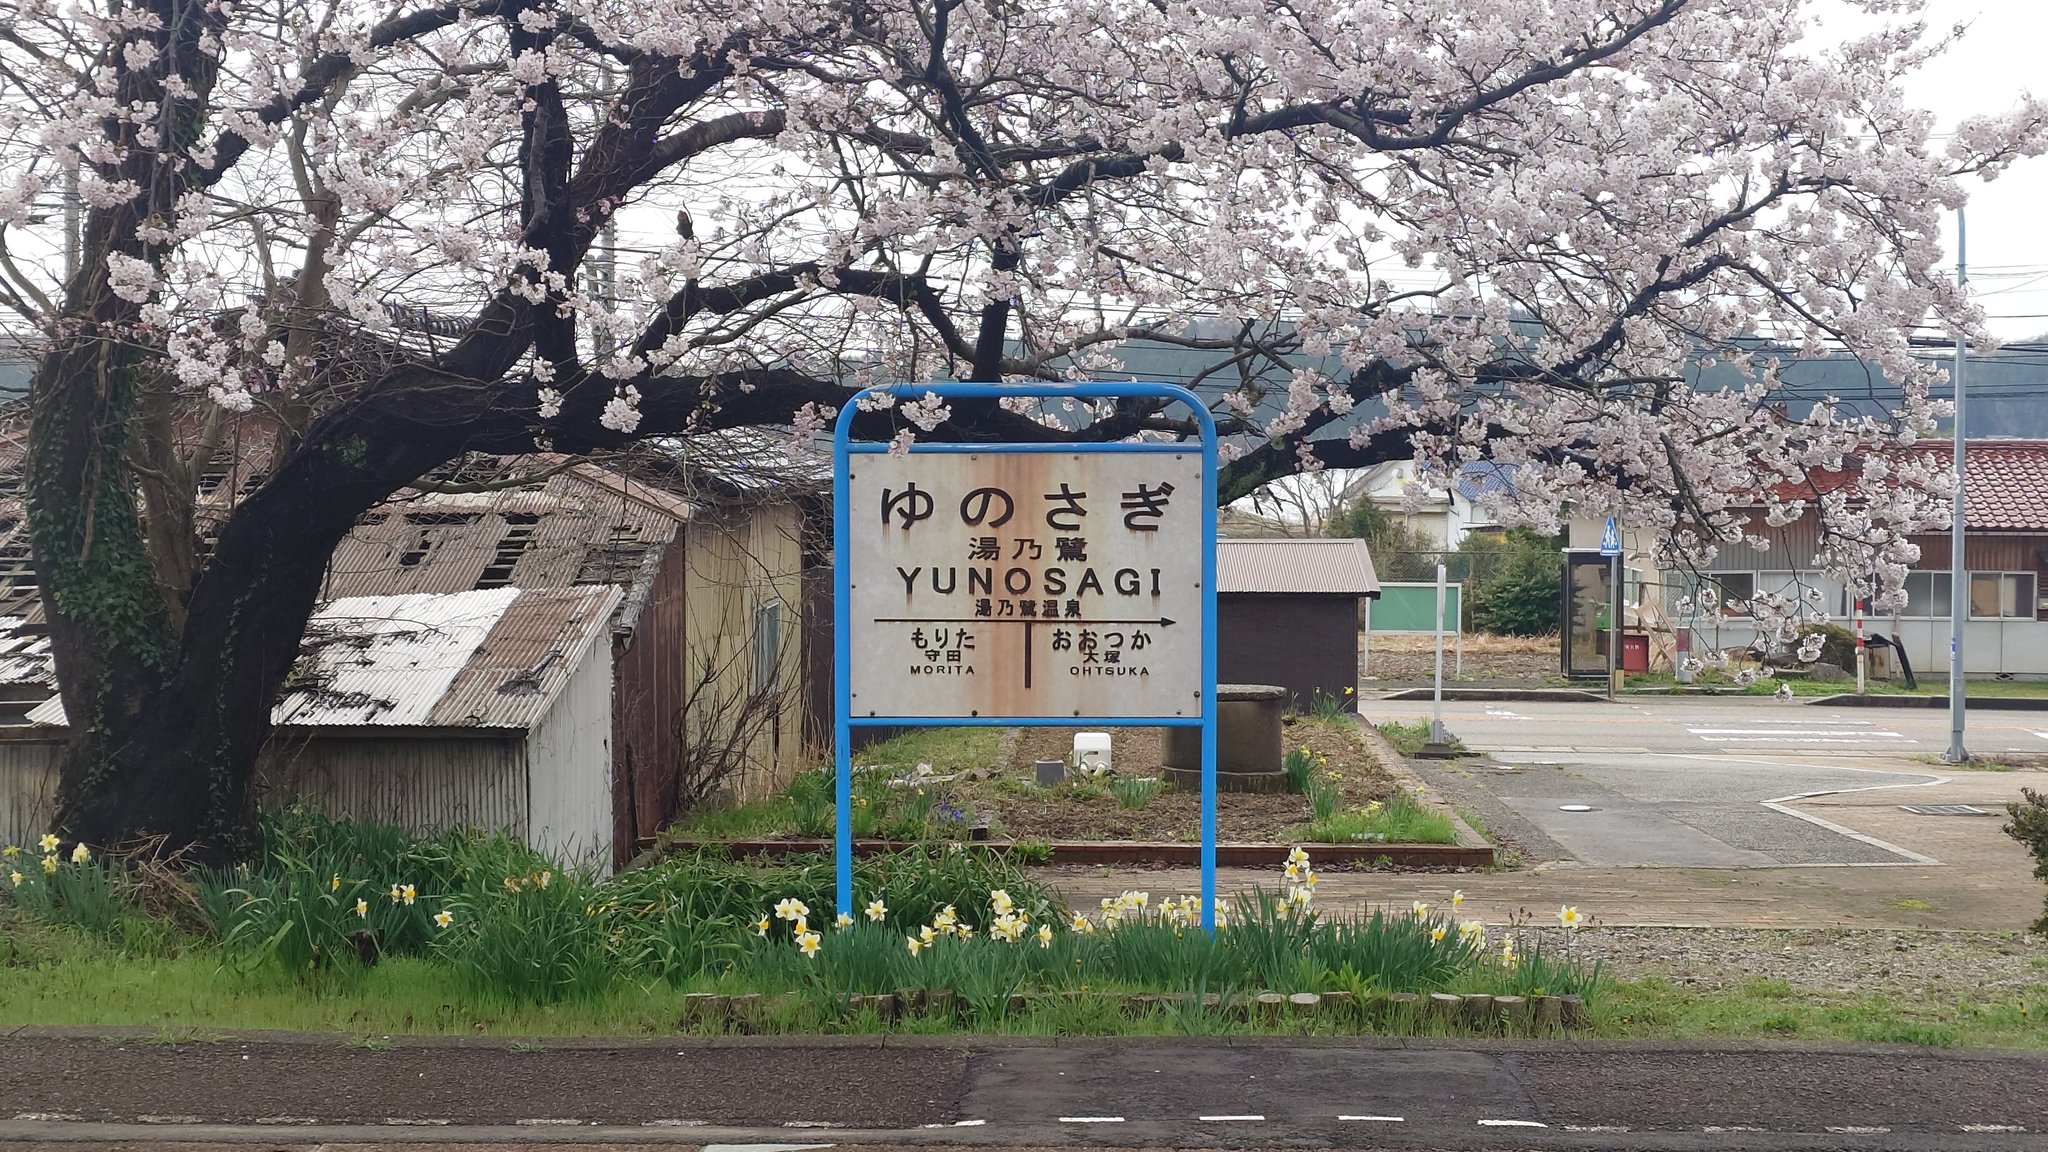 ゆのさぎ
湯乃鷺
YUNOSAGI
湯乃鷺温泉
もりた おおつか
守田 大塚
MORITA OHTSUKA